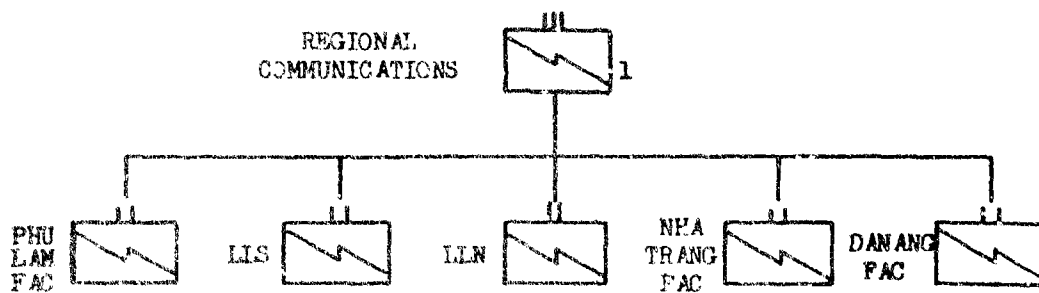 REGIONAL
COMMUNICATIONS
1
PHU
LAM
FAC
LLS
LLN
NHA
TRANG
FAC
DANANG
FAC